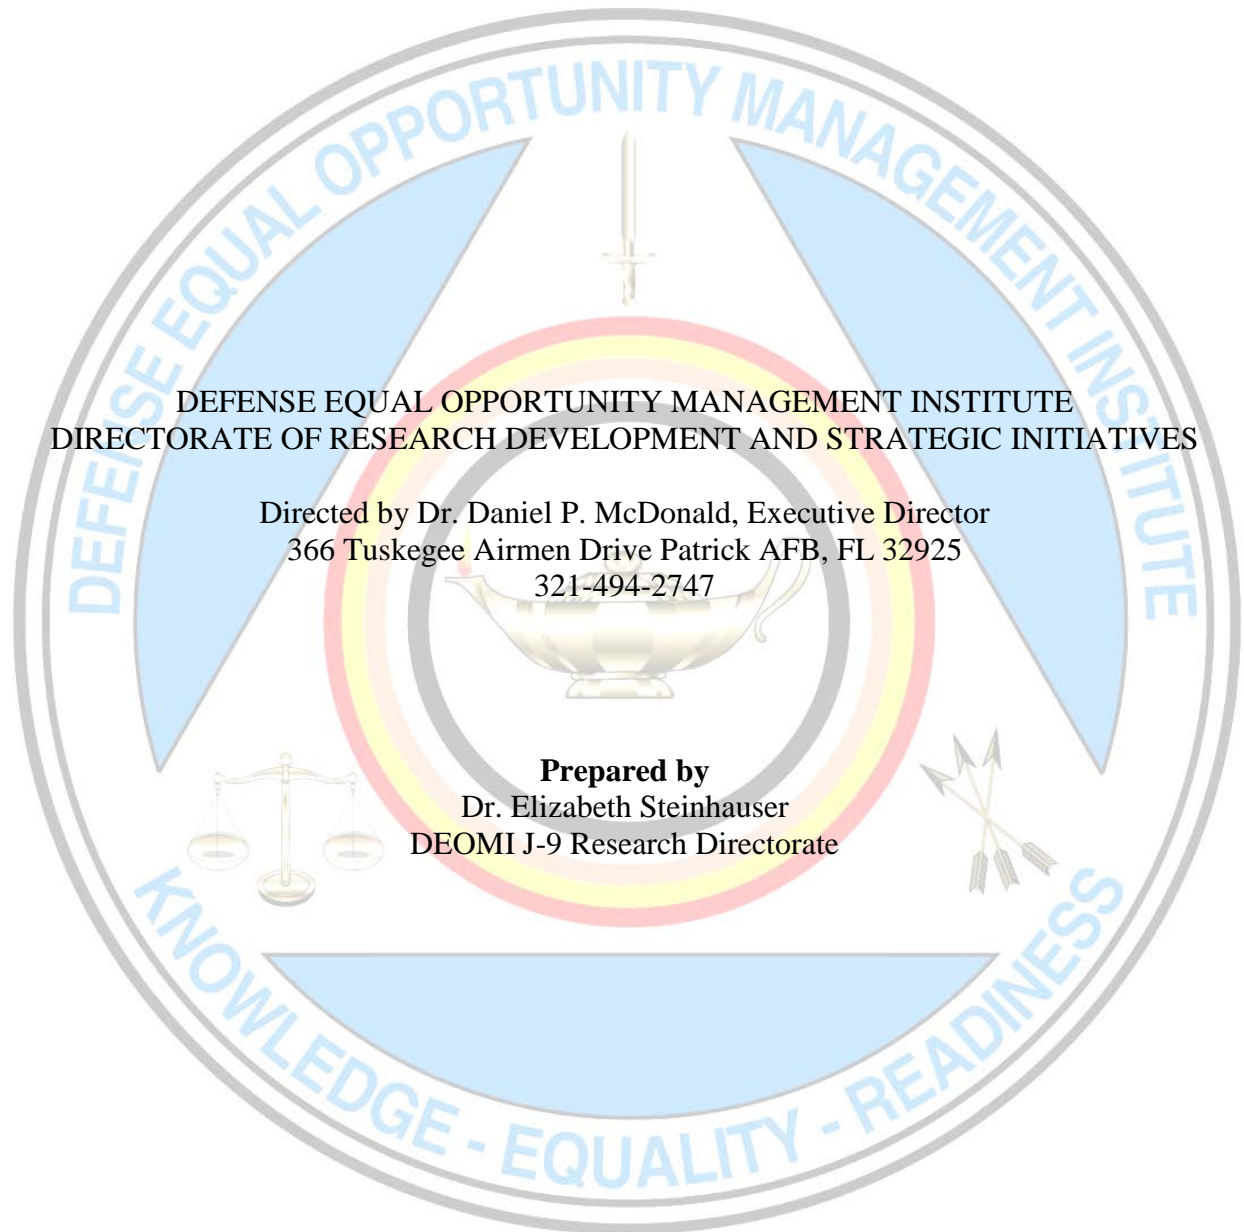 DEFENSE EQUAL OPPORTUNITY MANAGEMENT INSTITUTE
DEFENSE EQUAL OPPORTUNITY MANAGEMENT INSTITUTE
DIRECTORATE OF RESEARCH DEVELOPMENT AND STRATEGIC INITIATIVES
Directed by Dr. Daniel P. McDonald, Executive Director
366 Tuskegee Airmen Drive Patrick AFB, FL 32925
321-494-2747
Prepared by
Dr. Elizabeth Steinhauser
DEOMI J-9 Research Directorate
KNOWLEDGE - EQUALITY - READINESS